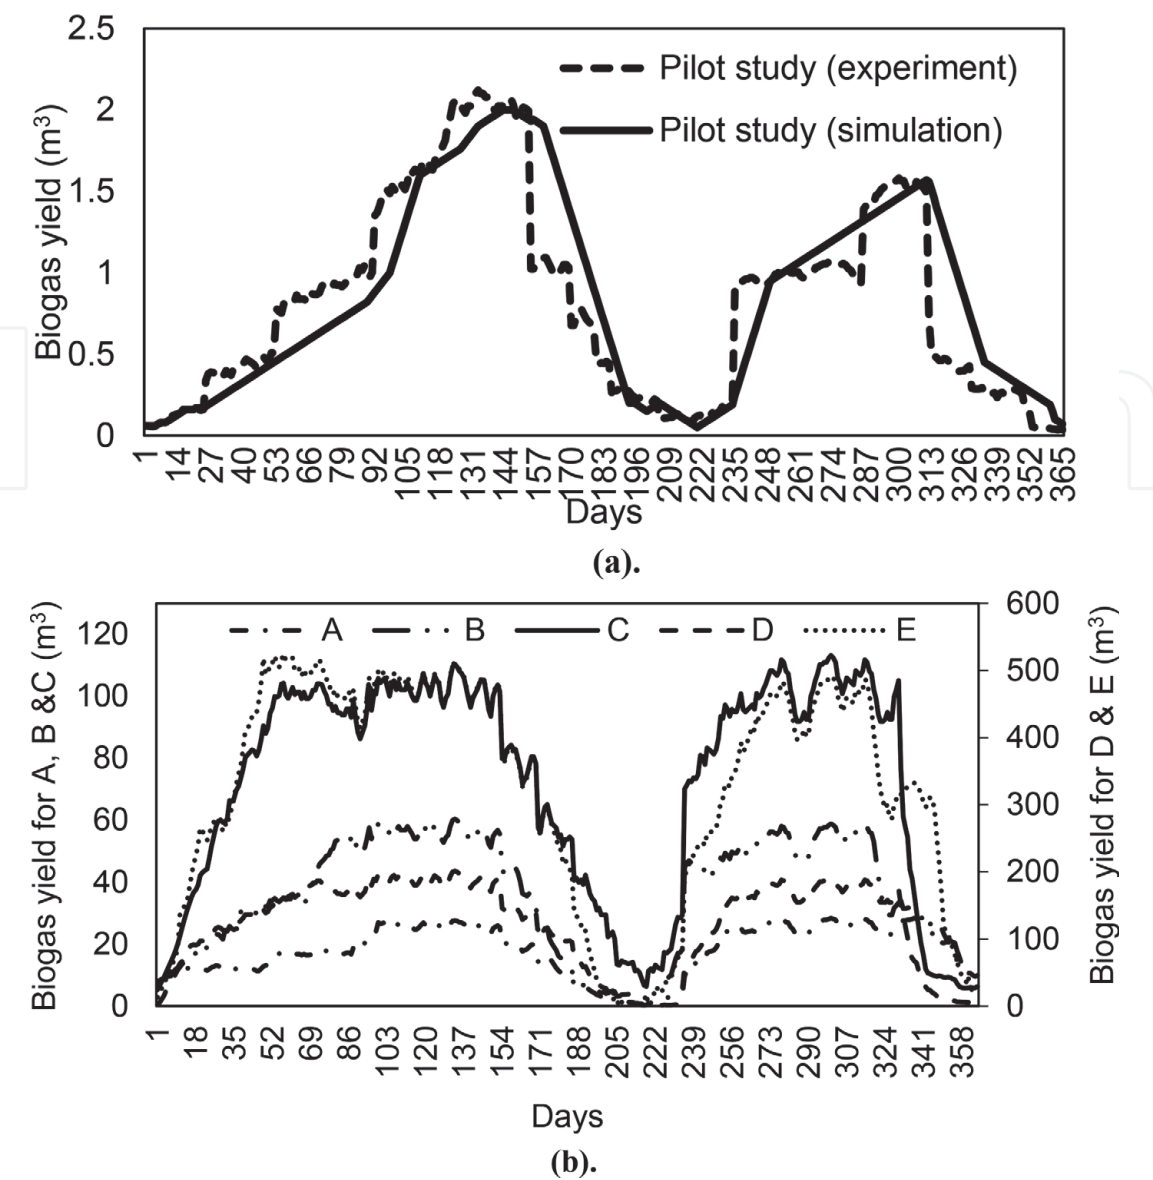 2.5
Pilot study (experiment)
2
Pilot study (simulation)
1.5
1
0.5
0
Biogas yield (m³)
1 14 27 40 53 66 79 92 105 118 131 144 157 170 183 196 209 222 235 248 261 274 287 300 313 326 339 352 365
Days
(a).
120 A B C D E 600
100 500
80 400
60 300
40 200
20 100
0 0
Biogas yield for A, B &C (m³)
Biogas yield for D & E (m³)
1 18 35 52 69 86 103 120 137 154 171 188 205 222 239 256 273 290 307 324 341 358
Days
(b).